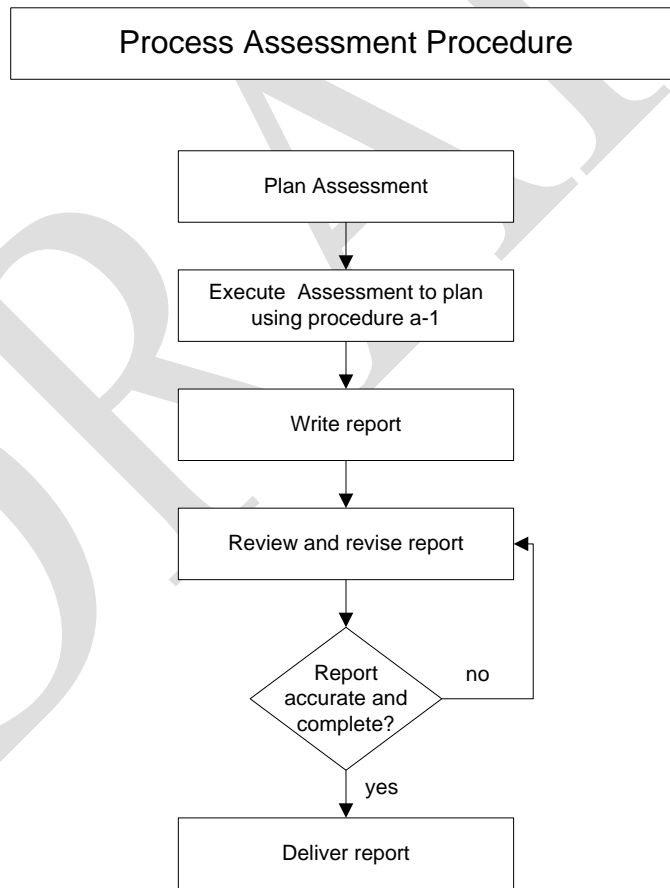 Process Assessment Procedure
Plan Assessment
Execute Assessment to plan
using procedure a-1
Write report
Review and revise report
Report
accurate and
complete?
no
yes
Deliver report